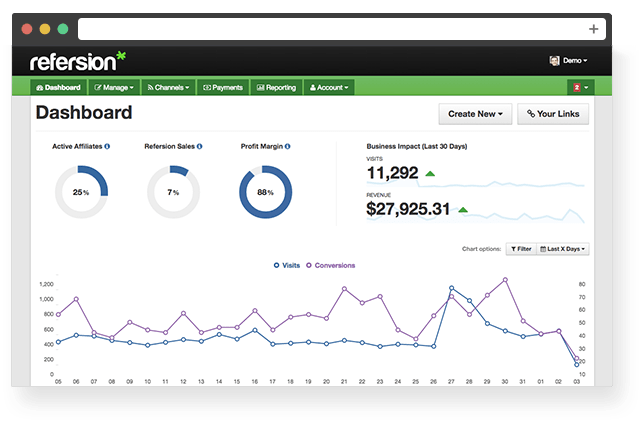 refersion*
Demo
Dashboard Manage Channels Payments Reporting Account 2
Dashboard
Create New Your Links
Active Affiliates Refersion Sales Profit Margin
25% 7% 88%
Business Impact (Last 30 Days)
VISITS
11,292
REVENUE
$27,925.31
Chart options: Filter Last X Days
Visits Conversions
1,200 80
1,000 70
800 60
600 50
400 40
200 30
20
0 10
05 06 07 08 09 10 11 12 13 14 15 16 17 18 19 20 21 22 23 24 25 26 27 28 29 30 31 01 02 03